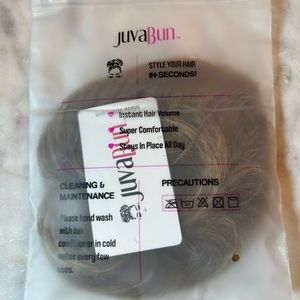 JuvaBun™
STYLE YOUR HAIR
IN-SECONDS!
Instant Hair Volume
Super Comfortable
Stays In Place All Day
JuvaBun
CLEANING &
MAINTENANCE
Please hand wash
with hair
conditioner in cold
water every few
uses.
PRECAUTIONS